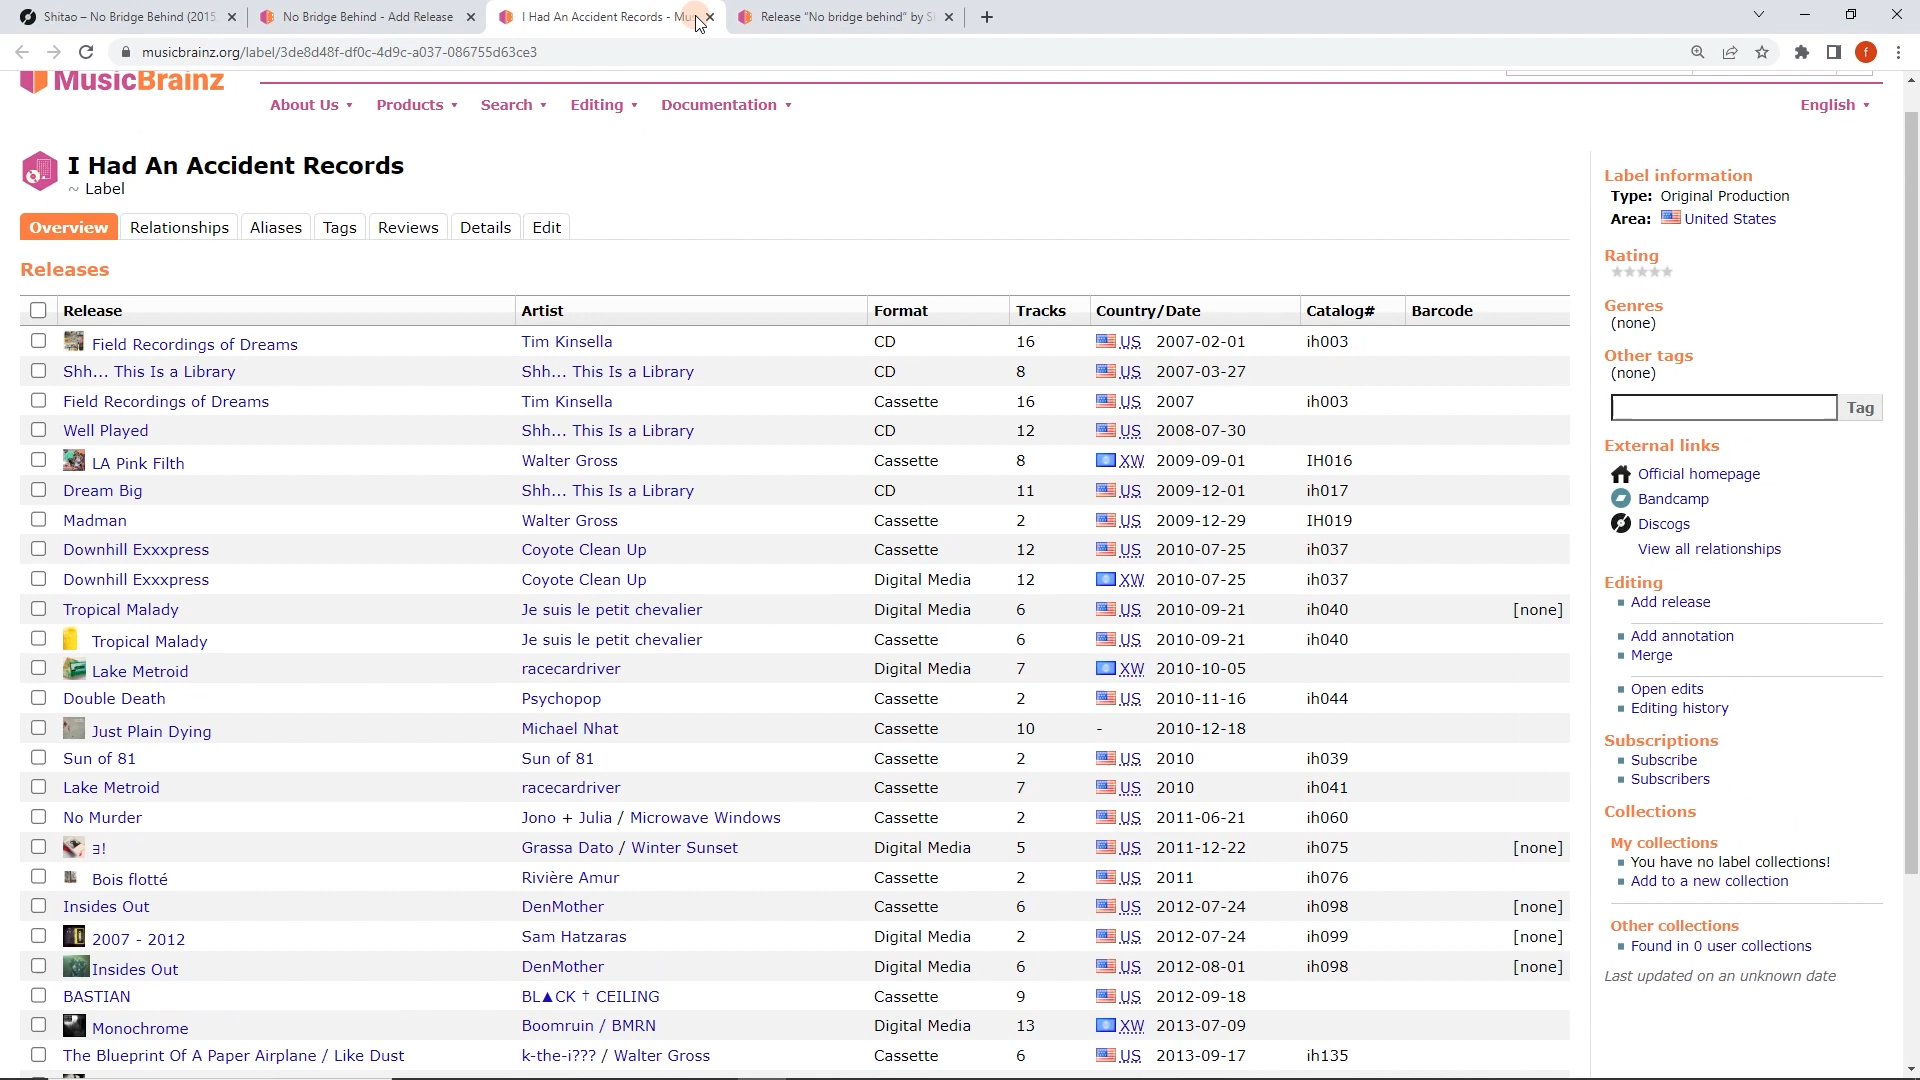 Shitao – No Bridge Behind (2015
No Bridge Behind - Add Release
I Had An Accident Records - Mu
Release "No bridge behind" by S
musicbrainz.org/label/3de8d48f-df0c-4d9c-a037-086755d63ce3
f
MusicBrainz
About Us Products Search Editing Documentation English
I Had An Accident Records
~ Label
Overview Relationships Aliases Tags Reviews Details Edit
Releases
Release Artist Format Tracks Country/Date Catalog# Barcode
Field Recordings of Dreams Tim Kinsella CD 16 US 2007-02-01 ih003
Shh... This Is a Library Shh... This Is a Library CD 8 US 2007-03-27
Field Recordings of Dreams Tim Kinsella Cassette 16 US 2007 ih003
Well Played Shh... This Is a Library CD 12 US 2008-07-30
LA Pink Filth Walter Gross Cassette 8 XW 2009-09-01 IH016
Dream Big Shh... This Is a Library CD 11 US 2009-12-01 ih017
Madman Walter Gross Cassette 2 US 2009-12-29 IH019
Downhill Exxxpress Coyote Clean Up Cassette 12 US 2010-07-25 ih037
Downhill Exxxpress Coyote Clean Up Digital Media 12 XW 2010-07-25 ih037
Tropical Malady Je suis le petit chevalier Digital Media 6 US 2010-09-21 ih040 [none]
Tropical Malady Je suis le petit chevalier Cassette 6 US 2010-09-21 ih040
Lake Metroid racecardriver Digital Media 7 XW 2010-10-05
Double Death Psychopop Cassette 2 US 2010-11-16 ih044
Just Plain Dying Michael Nhat Cassette 10 - 2010-12-18
Sun of 81 Sun of 81 Cassette 2 US 2010 ih039
Lake Metroid racecardriver Cassette 7 US 2010 ih041
No Murder Jono + Julia / Microwave Windows Cassette 2 US 2011-06-21 ih060
ⴺ! Grassa Dato / Winter Sunset Digital Media 5 US 2011-12-22 ih075 [none]
Bois flotté Rivière Amur Cassette 2 US 2011 ih076
Insides Out DenMother Cassette 6 US 2012-07-24 ih098 [none]
2007 - 2012 Sam Hatzaras Digital Media 2 US 2012-07-24 ih099 [none]
Insides Out DenMother Digital Media 6 US 2012-08-01 ih098 [none]
BASTIAN BL▲CK † CEILING Cassette 9 US 2012-09-18
Monochrome Boomruin / BMRN Digital Media 13 XW 2013-07-09
The Blueprint Of A Paper Airplane / Like Dust k-the-i??? / Walter Gross Cassette 6 US 2013-09-17 ih135
Label information
Type: Original Production
Area: United States
Rating
Genres
(none)
Other tags
(none)
Tag
External links
Official homepage
Bandcamp
Discogs
View all relationships
Editing
Add release
Add annotation
Merge
Open edits
Editing history
Subscriptions
Subscribe
Subscribers
Collections
My collections
You have no label collections!
Add to a new collection
Other collections
Found in 0 user collections
Last updated on an unknown date